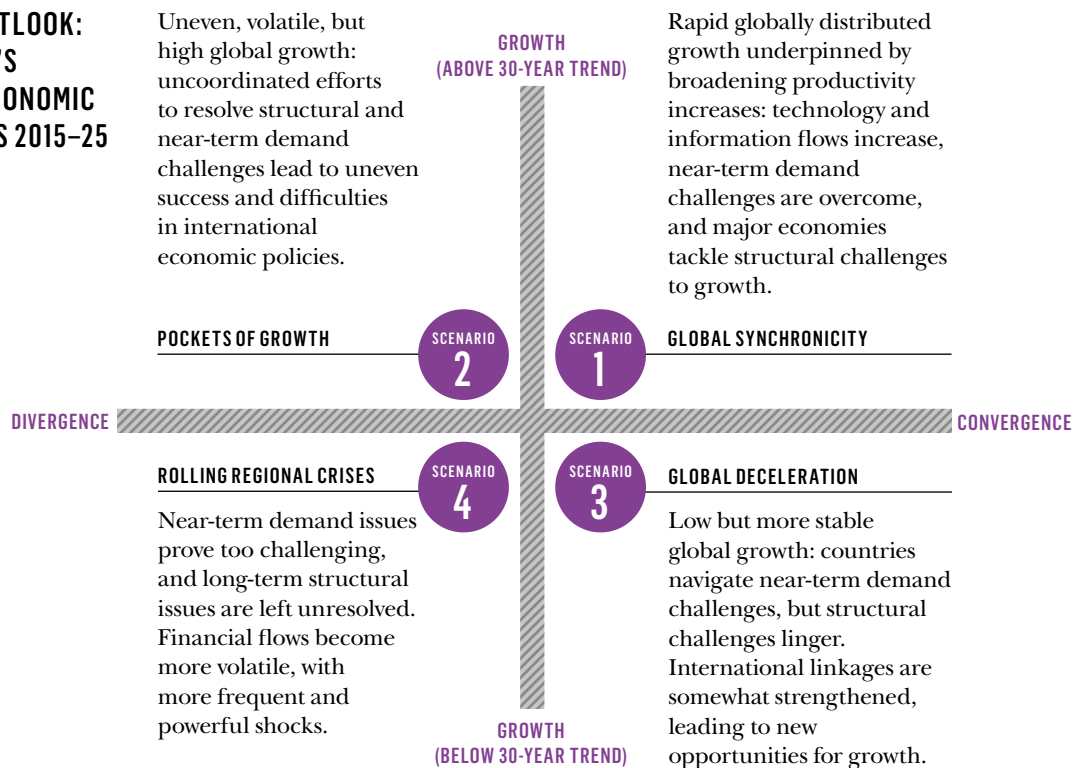 TLOOK:
'S
ONOMIC
S 2015–25
Uneven, volatile, but
high global growth:
uncoordinated efforts
to resolve structural and
near-term demand
challenges lead to uneven
success and difficulties
in international
economic policies.
GROWTH
(ABOVE 30-YEAR TREND)
Rapid globally distributed
growth underpinned by
broadening productivity
increases: technology and
information flows increase,
near-term demand
challenges are overcome,
and major economies
tackle structural challenges
to growth.
POCKETS OF GROWTH
SCENARIO
2
SCENARIO
1
GLOBAL SYNCHRONICITY
DIVERGENCE
CONVERGENCE
ROLLING REGIONAL CRISES
SCENARIO
4
SCENARIO
3
GLOBAL DECELERATION
Near-term demand issues
prove too challenging,
and long-term structural
issues are left unresolved.
Financial flows become
more volatile, with
more frequent and
powerful shocks.
Low but more stable
global growth: countries
navigate near-term demand
challenges, but structural
challenges linger.
International linkages are
somewhat strengthened,
leading to new
opportunities for growth.
GROWTH
(BELOW 30-YEAR TREND)